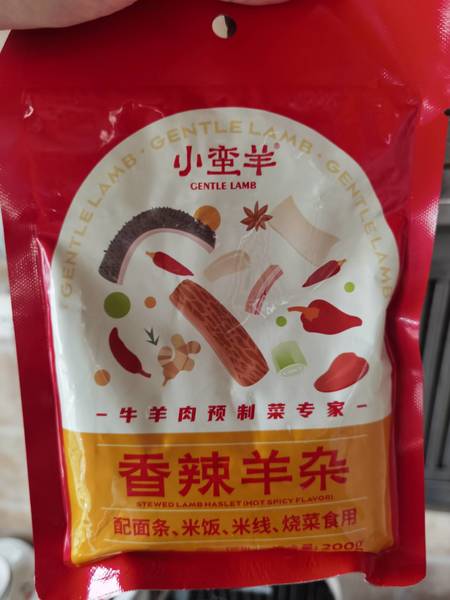 GENTLE LAMB · GENTLE LAMB · GENTLE LAMB
小蛮羊®
GENTLE LAMB
牛羊肉预制菜专家
香辣羊杂
STEWED LAMB HASLET (HOT SPICY FLAVOR)
配面条、米饭、米线、烧菜食用
200g